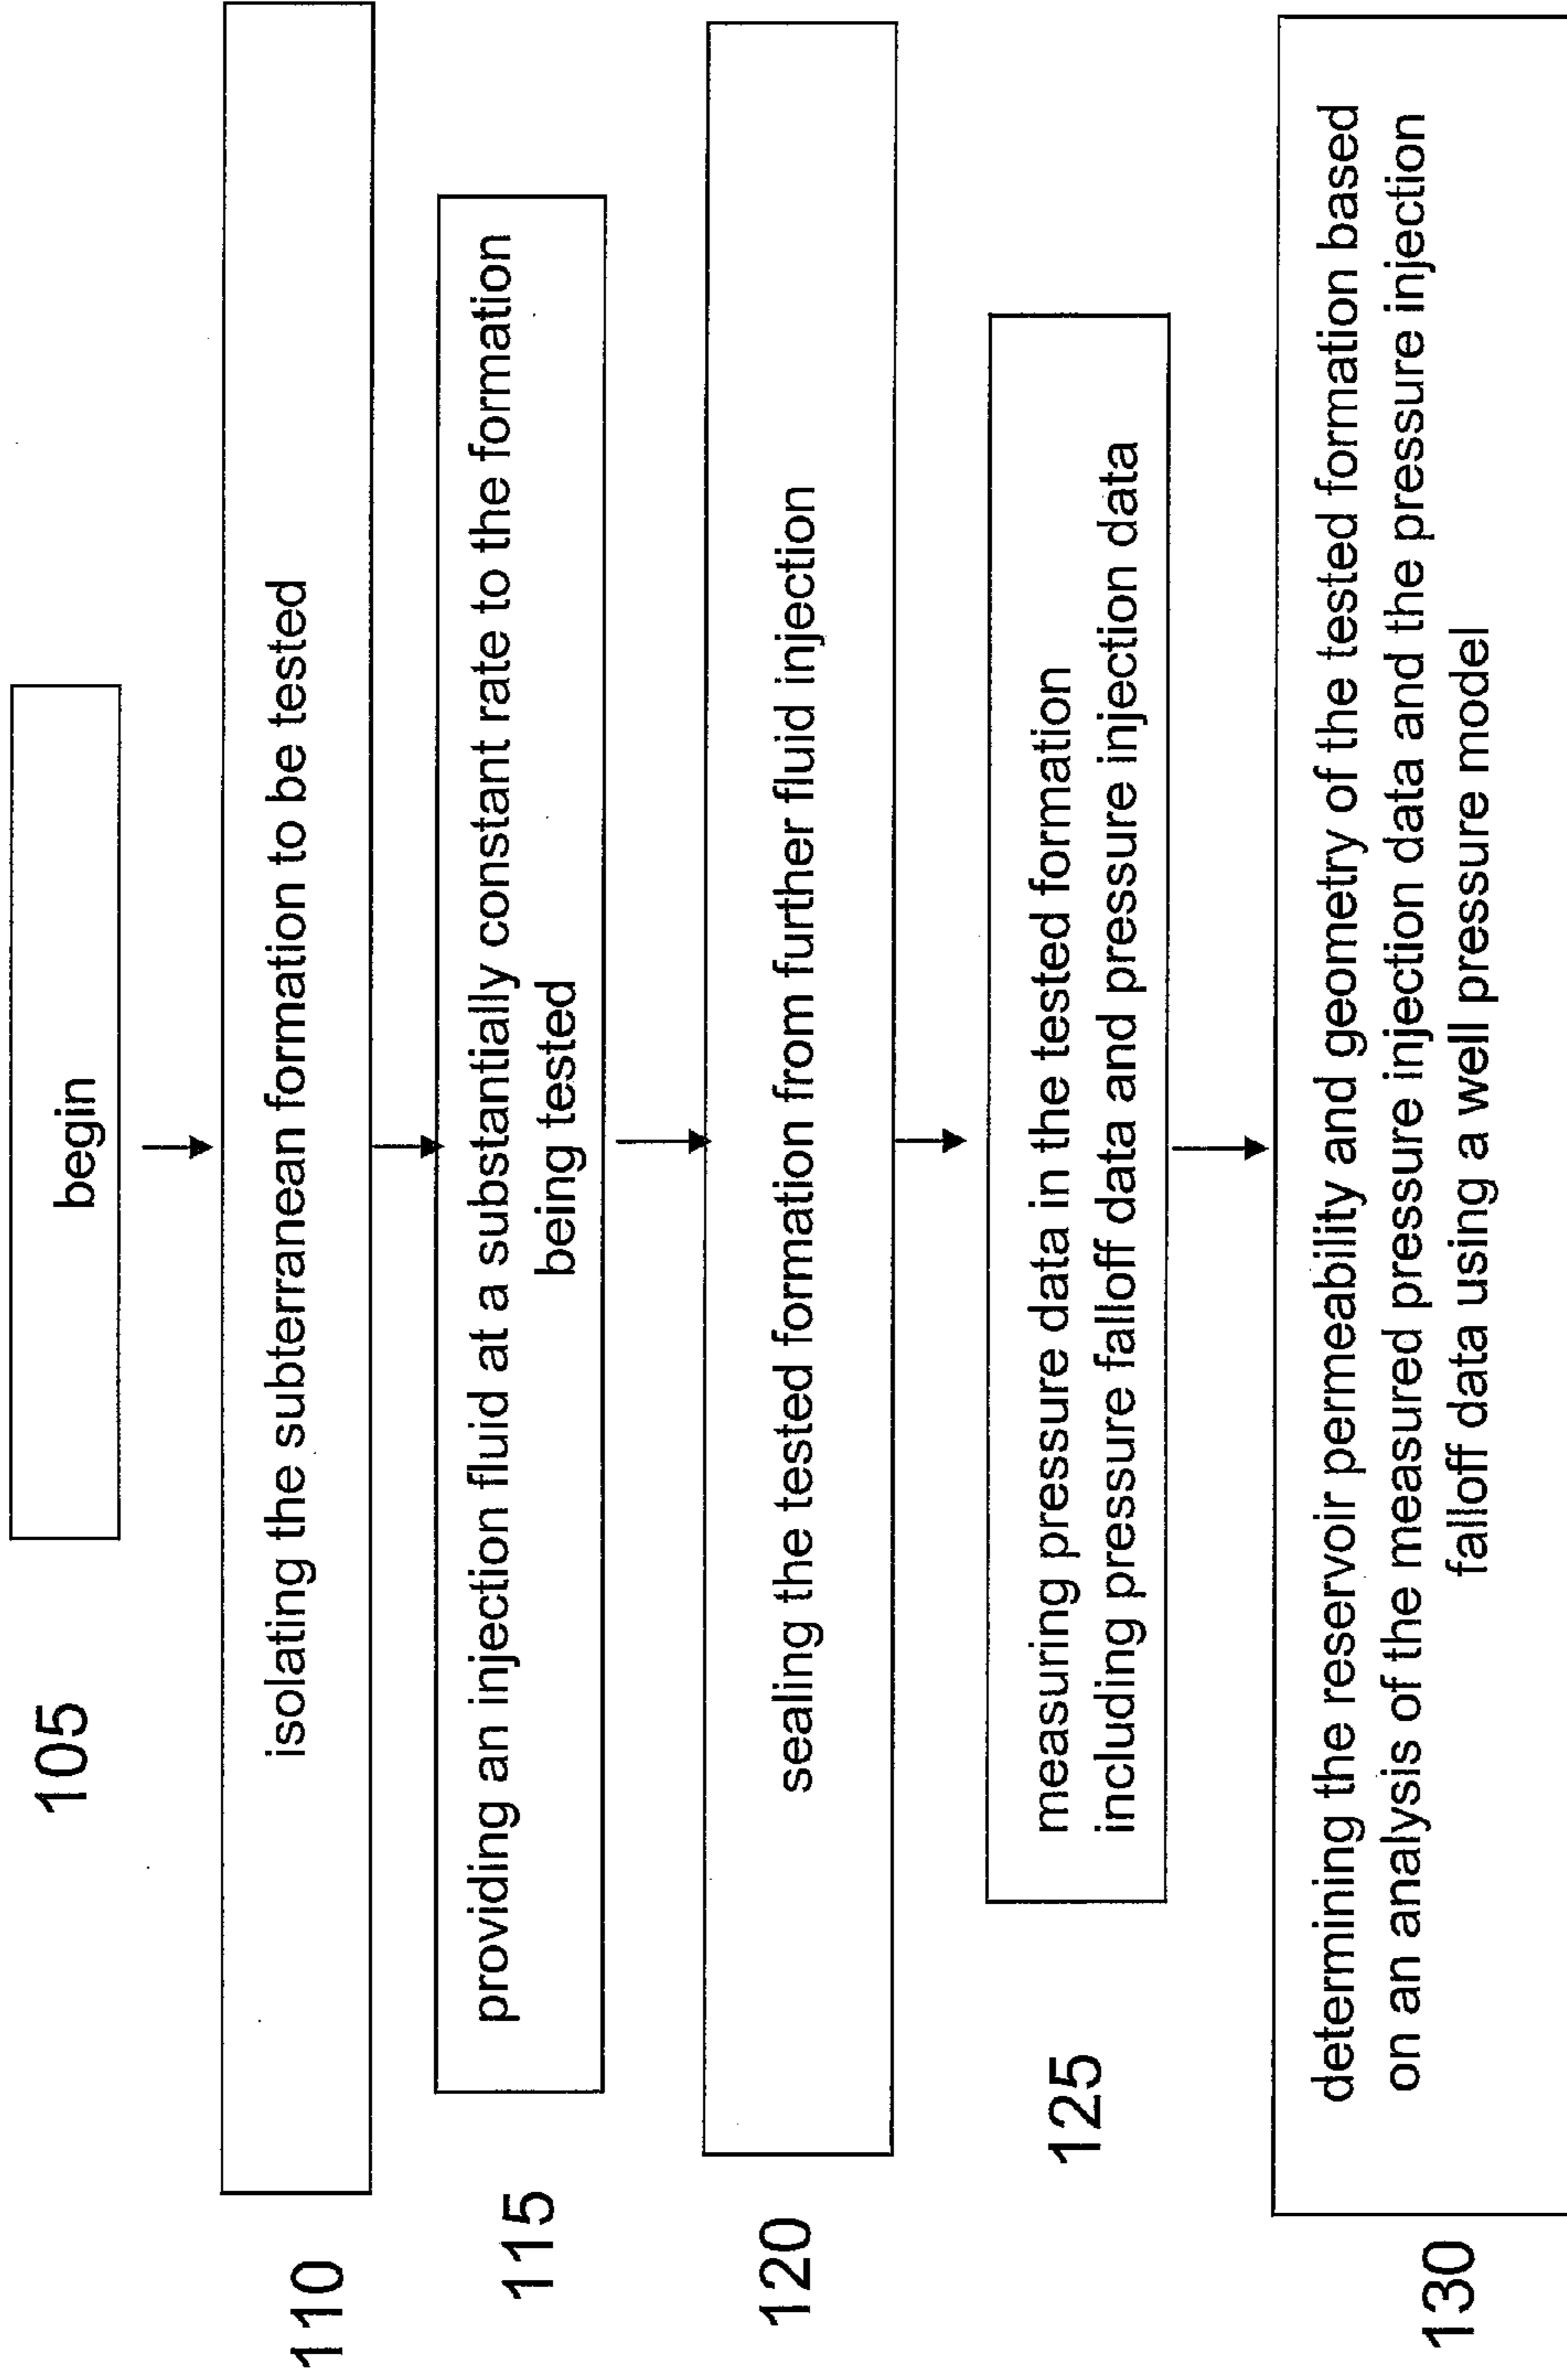 105
begin
110
isolating the subterranean formation to be tested
115
providing an injection fluid at a substantially constant rate to the formation
being tested
120
sealing the tested formation from further fluid injection
125
measuring pressure data in the tested formation
including pressure falloff data and pressure injection data
130
determining the reservoir permeability and geometry of the tested formation based
on an analysis of the measured pressure injection data and the pressure injection
falloff data using a well pressure model